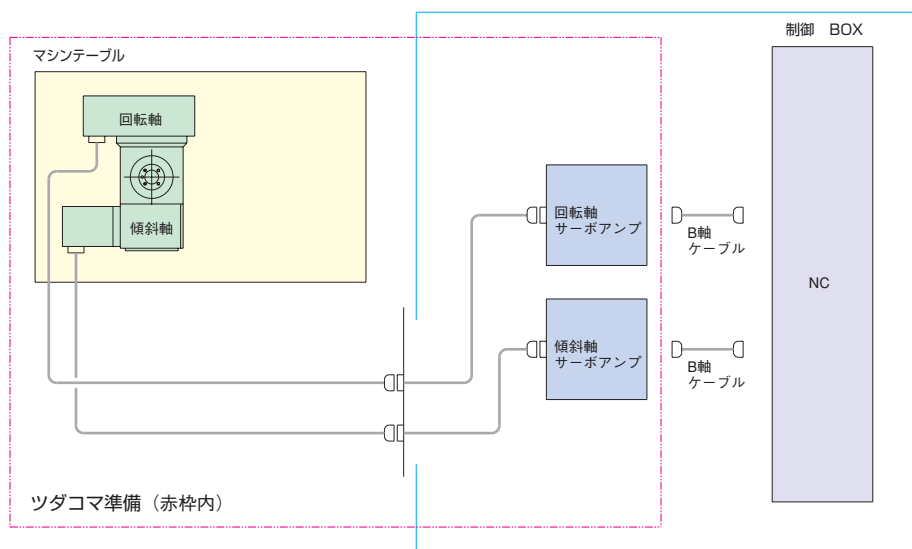 制御 BOX
マシンテーブル
回転軸
傾斜軸
回転軸
サーボアンプ
B軸
ケーブル
NC
傾斜軸
サーボアンプ
B軸
ケーブル
ツダコマ準備（赤枠内）